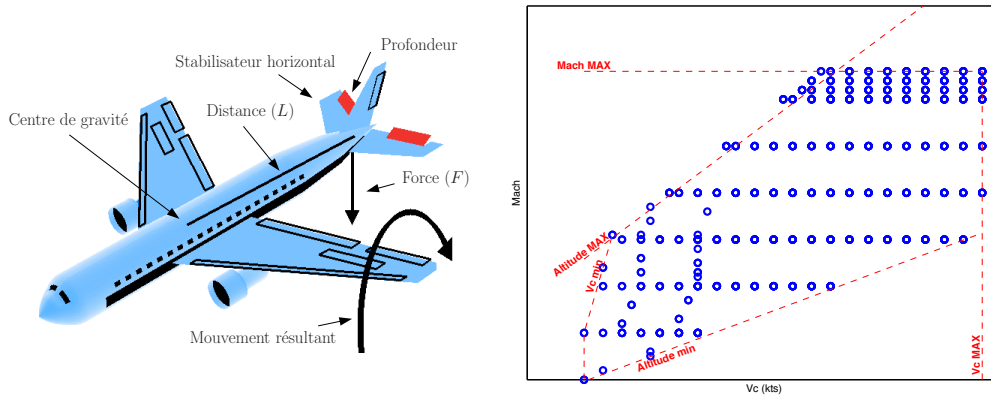 Profondeur
Stabilisateur horizontal
Distance (L)
Centre de gravité
Force (F)
Mouvement résultant
Mach MAX
Mach
Altitude MAX
Vc min
Altitude min
Vc MAX
Vc (kts)